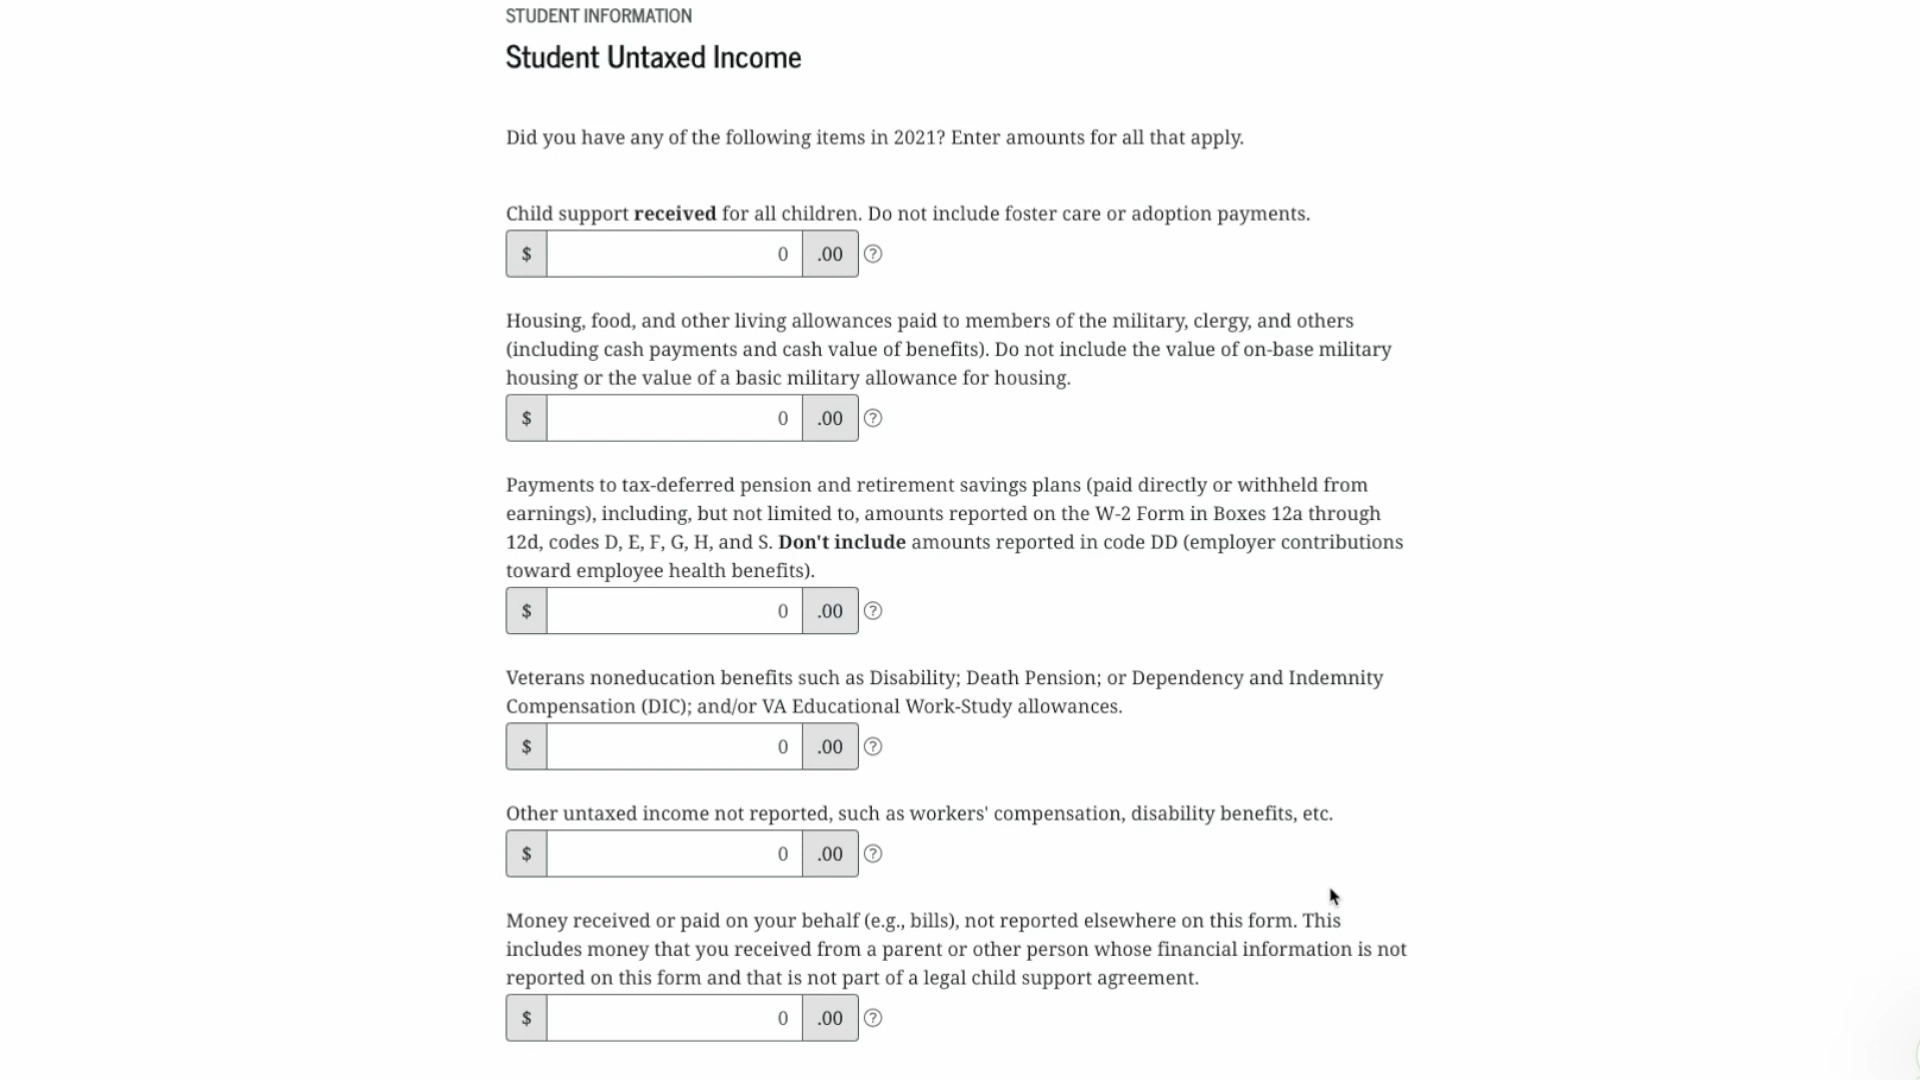 STUDENT INFORMATION
Student Untaxed Income
Did you have any of the following items in 2021? Enter amounts for all that apply.
Child support received for all children. Do not include foster care or adoption payments.
$ 0 .00 ?
Housing, food, and other living allowances paid to members of the military, clergy, and others
(including cash payments and cash value of benefits). Do not include the value of on-base military
housing or the value of a basic military allowance for housing.
$ 0 .00 ?
Payments to tax-deferred pension and retirement savings plans (paid directly or withheld from
earnings), including, but not limited to, amounts reported on the W-2 Form in Boxes 12a through
12d, codes D, E, F, G, H, and S. Don't include amounts reported in code DD (employer contributions
toward employee health benefits).
$ 0 .00 ?
Veterans noneducation benefits such as Disability; Death Pension; or Dependency and Indemnity
Compensation (DIC); and/or VA Educational Work-Study allowances.
$ 0 .00 ?
Other untaxed income not reported, such as workers' compensation, disability benefits, etc.
$ 0 .00 ?
Money received or paid on your behalf (e.g., bills), not reported elsewhere on this form. This
includes money that you received from a parent or other person whose financial information is not
reported on this form and that is not part of a legal child support agreement.
$ 0 .00 ?